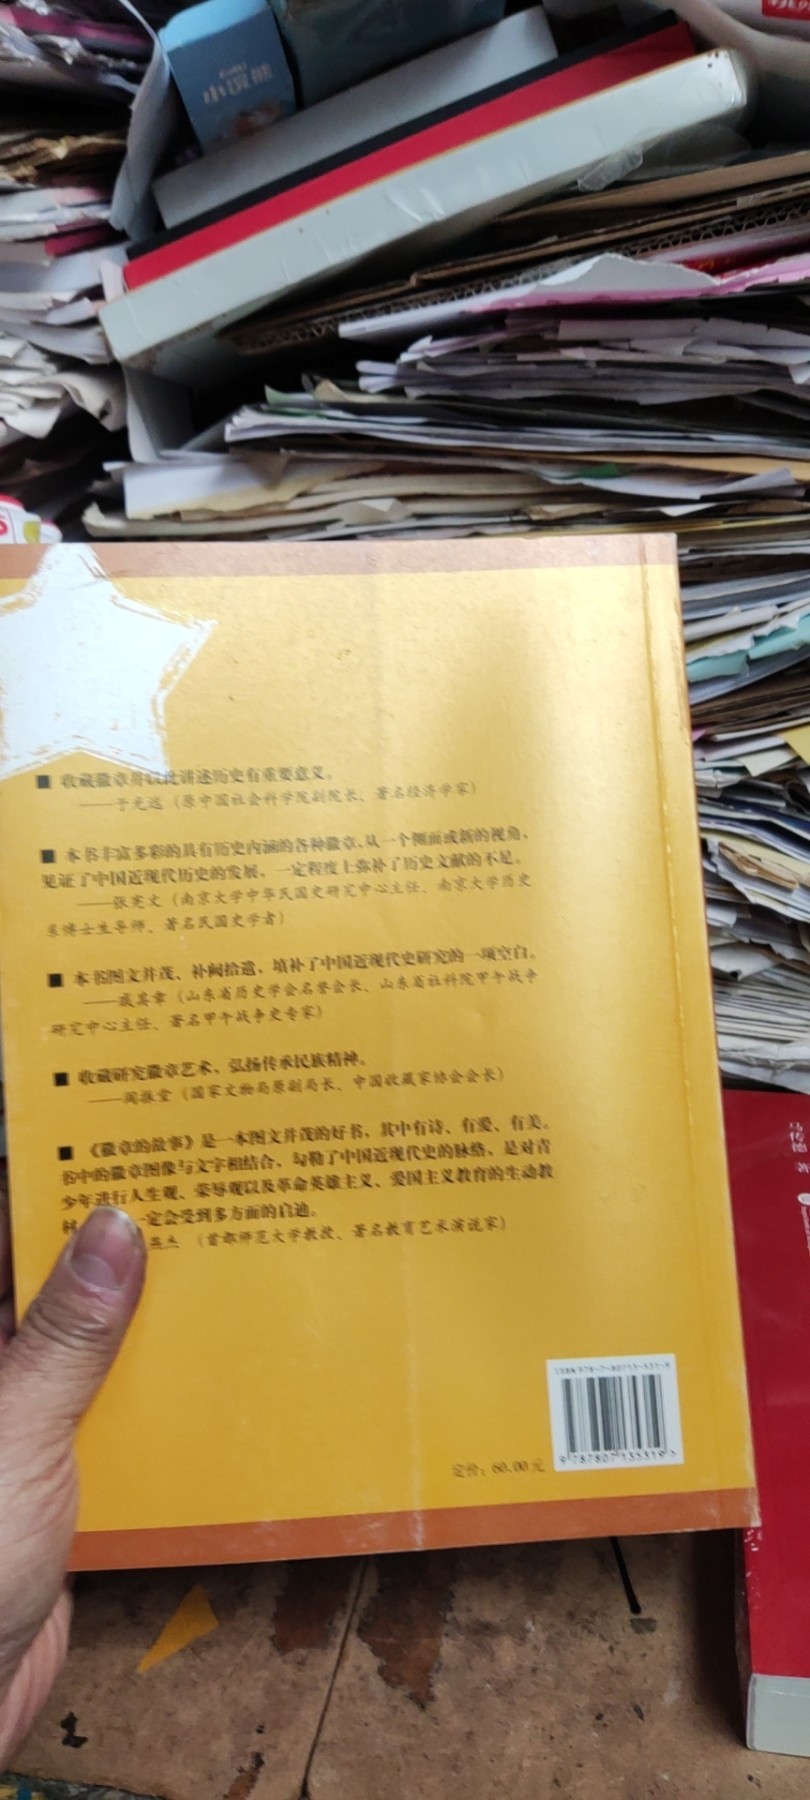 小浣熊
■ 收藏徽章并以此讲述历史有重要意义。
——于光远（原中国社会科学院副院长、著名经济学家）
■ 本书丰富多彩的具有历史内涵的各种徽章，从一个侧面或新的视角，
见证了中国近现代历史的发展，一定程度上弥补了历史文献的不足。
——张宪文（南京大学中华民国史研究中心主任、南京大学历史
系博士生导师、著名民国史学者）
■ 本书图文并茂、补阙拾遗，填补了中国近现代史研究的一项空白。
——戚其章（山东省历史学会名誉会长、山东省社科院甲午战争
研究中心主任、著名甲午战争史专家）
■ 收藏研究徽章艺术，弘扬传承民族精神。
——阎振堂（国家文物局原副局长、中国收藏家协会会长）
■ 《徽章的故事》是一本图文并茂的好书，其中有诗、有爱、有美。
书中的徽章图像与文字相结合，勾勒了中国近现代史的脉络，是对青
少年进行人生观、荣辱观以及革命英雄主义、爱国主义教育的生动教
材 一定会受到多方面的启迪。
燕杰 （首都师范大学教授、著名教育艺术演说家）
ISBN 978-7-80713-531-9
9 787807 135319
定价：60.00元
马传德 著